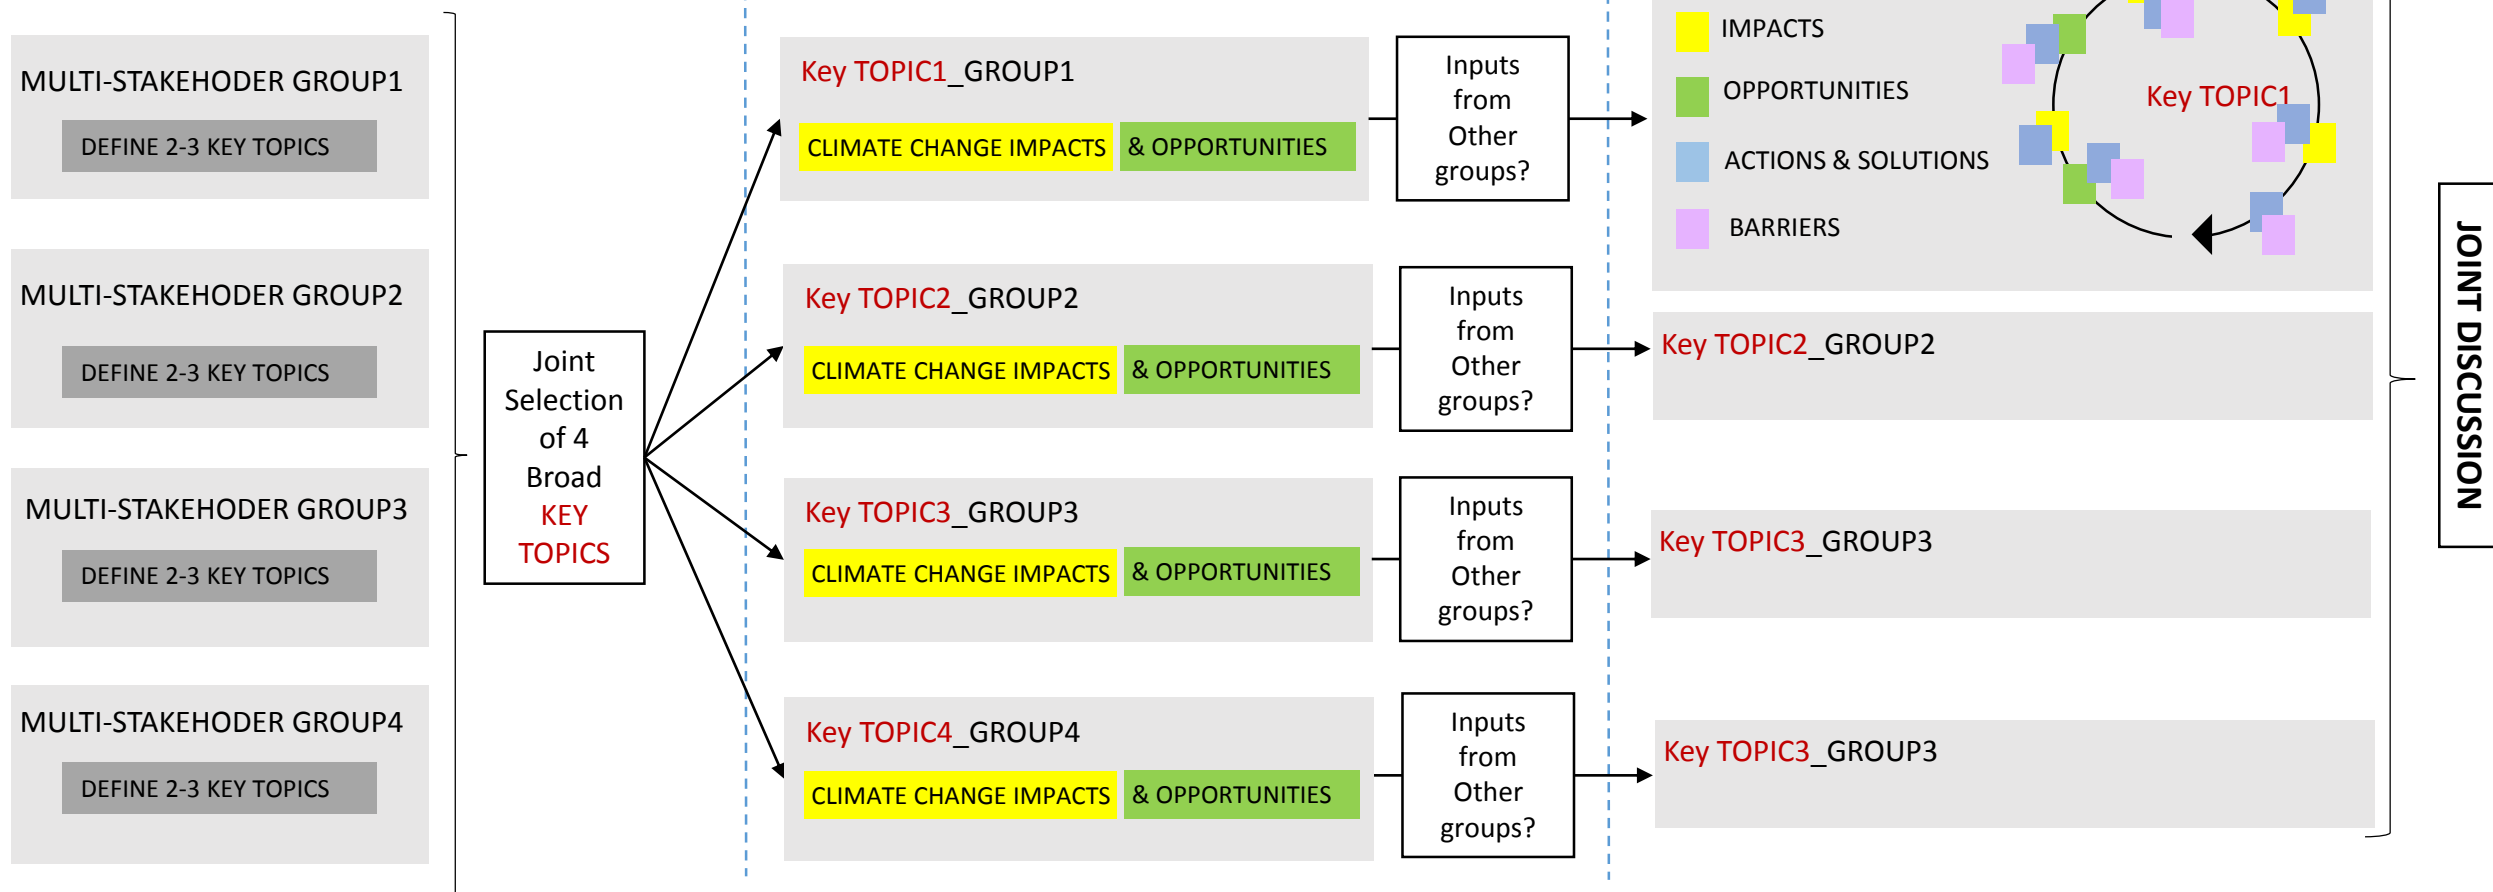 MULTI-STAKEHODER GROUP1
DEFINE 2-3 KEY TOPICS
MULTI-STAKEHODER GROUP2
DEFINE 2-3 KEY TOPICS
MULTI-STAKEHODER GROUP3
DEFINE 2-3 KEY TOPICS
MULTI-STAKEHODER GROUP4
DEFINE 2-3 KEY TOPICS
Joint
Selection
of 4
Broad
KEY
TOPICS
Key TOPIC1_GROUP1
CLIMATE CHANGE IMPACTS & OPPORTUNITIES
Key TOPIC2_GROUP2
CLIMATE CHANGE IMPACTS & OPPORTUNITIES
Key TOPIC3_GROUP3
CLIMATE CHANGE IMPACTS & OPPORTUNITIES
Key TOPIC4_GROUP4
CLIMATE CHANGE IMPACTS & OPPORTUNITIES
Inputs
from
Other
groups?
Inputs
from
Other
groups?
Inputs
from
Other
groups?
Inputs
from
Other
groups?
IMPACTS
OPPORTUNITIES
ACTIONS & SOLUTIONS
BARRIERS
Key TOPIC1
Key TOPIC2_GROUP2
Key TOPIC3_GROUP3
Key TOPIC3_GROUP3
JOINT DISCUSSION